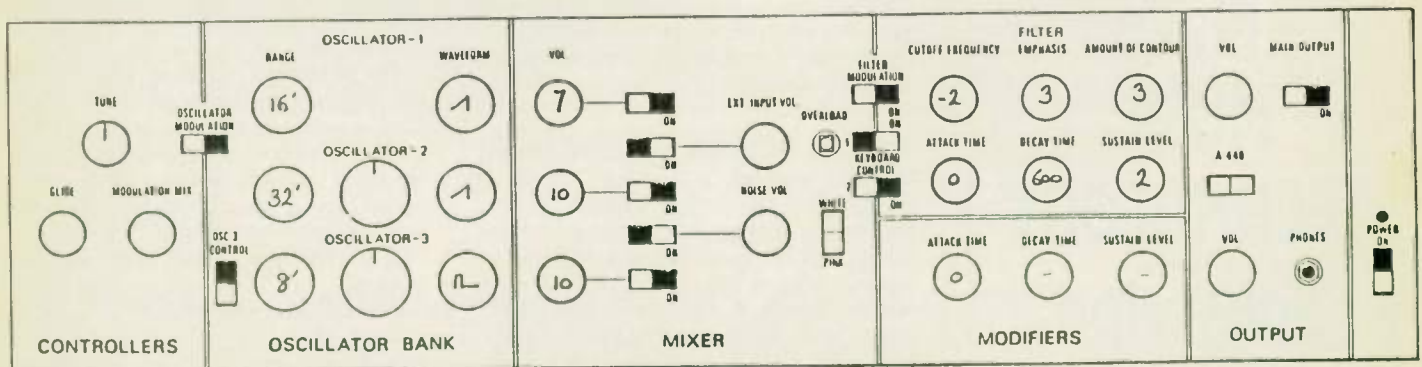 OSCILLATOR-1
RANGE
WAVEFORM
16'
OSCILLATOR-2
32'
OSCILLATOR-3
8'
TUNE
GLIDE
MODULATION MIX
OSCILLATOR
MODULATION
OSC 3
CONTROL
CONTROLLERS
OSCILLATOR BANK
VOL
7
ON
EXT INPUT VOL
OVERLOAD
ON
10
ON
NOISE VOL
WHITE
PINK
ON
10
ON
MIXER
FILTER
MODULATION
ON
ON
1
KEYBOARD
CONTROL
2
ON
FILTER
CUTOFF FREQUENCY
EMPHASIS
AMOUNT OF CONTOUR
-2
3
3
ATTACK TIME
DECAY TIME
SUSTAIN LEVEL
0
600
2
ATTACK TIME
DECAY TIME
SUSTAIN LEVEL
0
-
-
MODIFIERS
VOL
MAIN OUTPUT
ON
A 440
VOL
PHONES
OUTPUT
POWER
ON